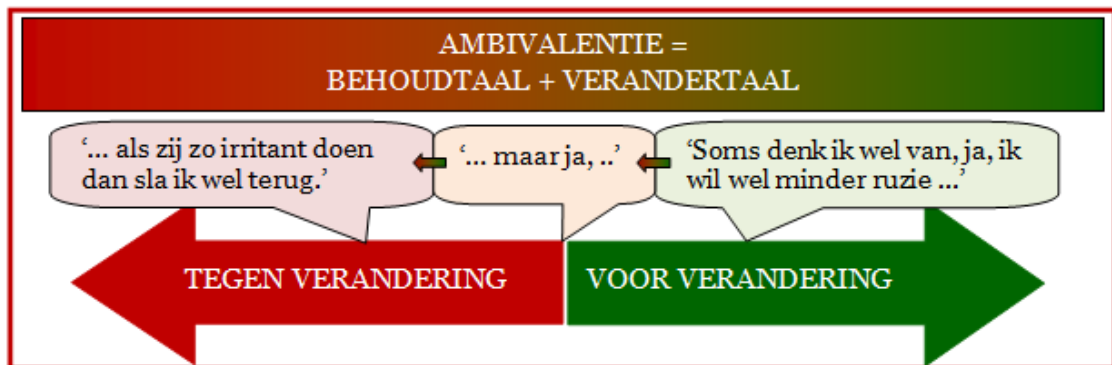 AMBIVALENTIE =
BEHOUDTAAL + VERANDERTAAL
‘... als zij zo irritant doen
dan sla ik wel terug.’
‘... maar ja, ..’
‘Soms denk ik wel van, ja, ik
wil wel minder ruzie ...’
TEGEN VERANDERING
VOOR VERANDERING